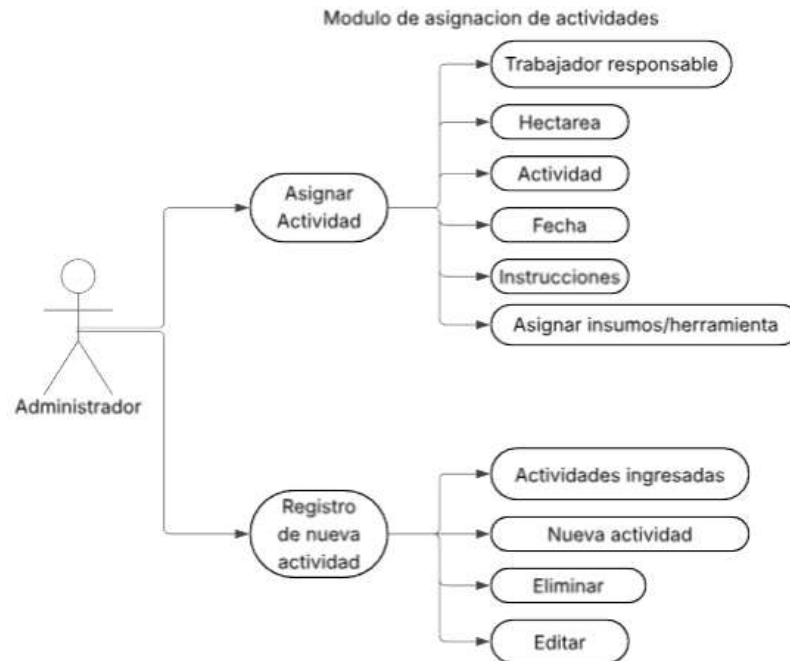 Modulo de asignacion de actividades
Trabajador responsable
Hectarea
Actividad
Fecha
Instrucciones
Asignar insumos/herramienta
Asignar
Actividad
Administrador
Registro
de nueva
actividad
Actividades ingresadas
Nueva actividad
Eliminar
Editar